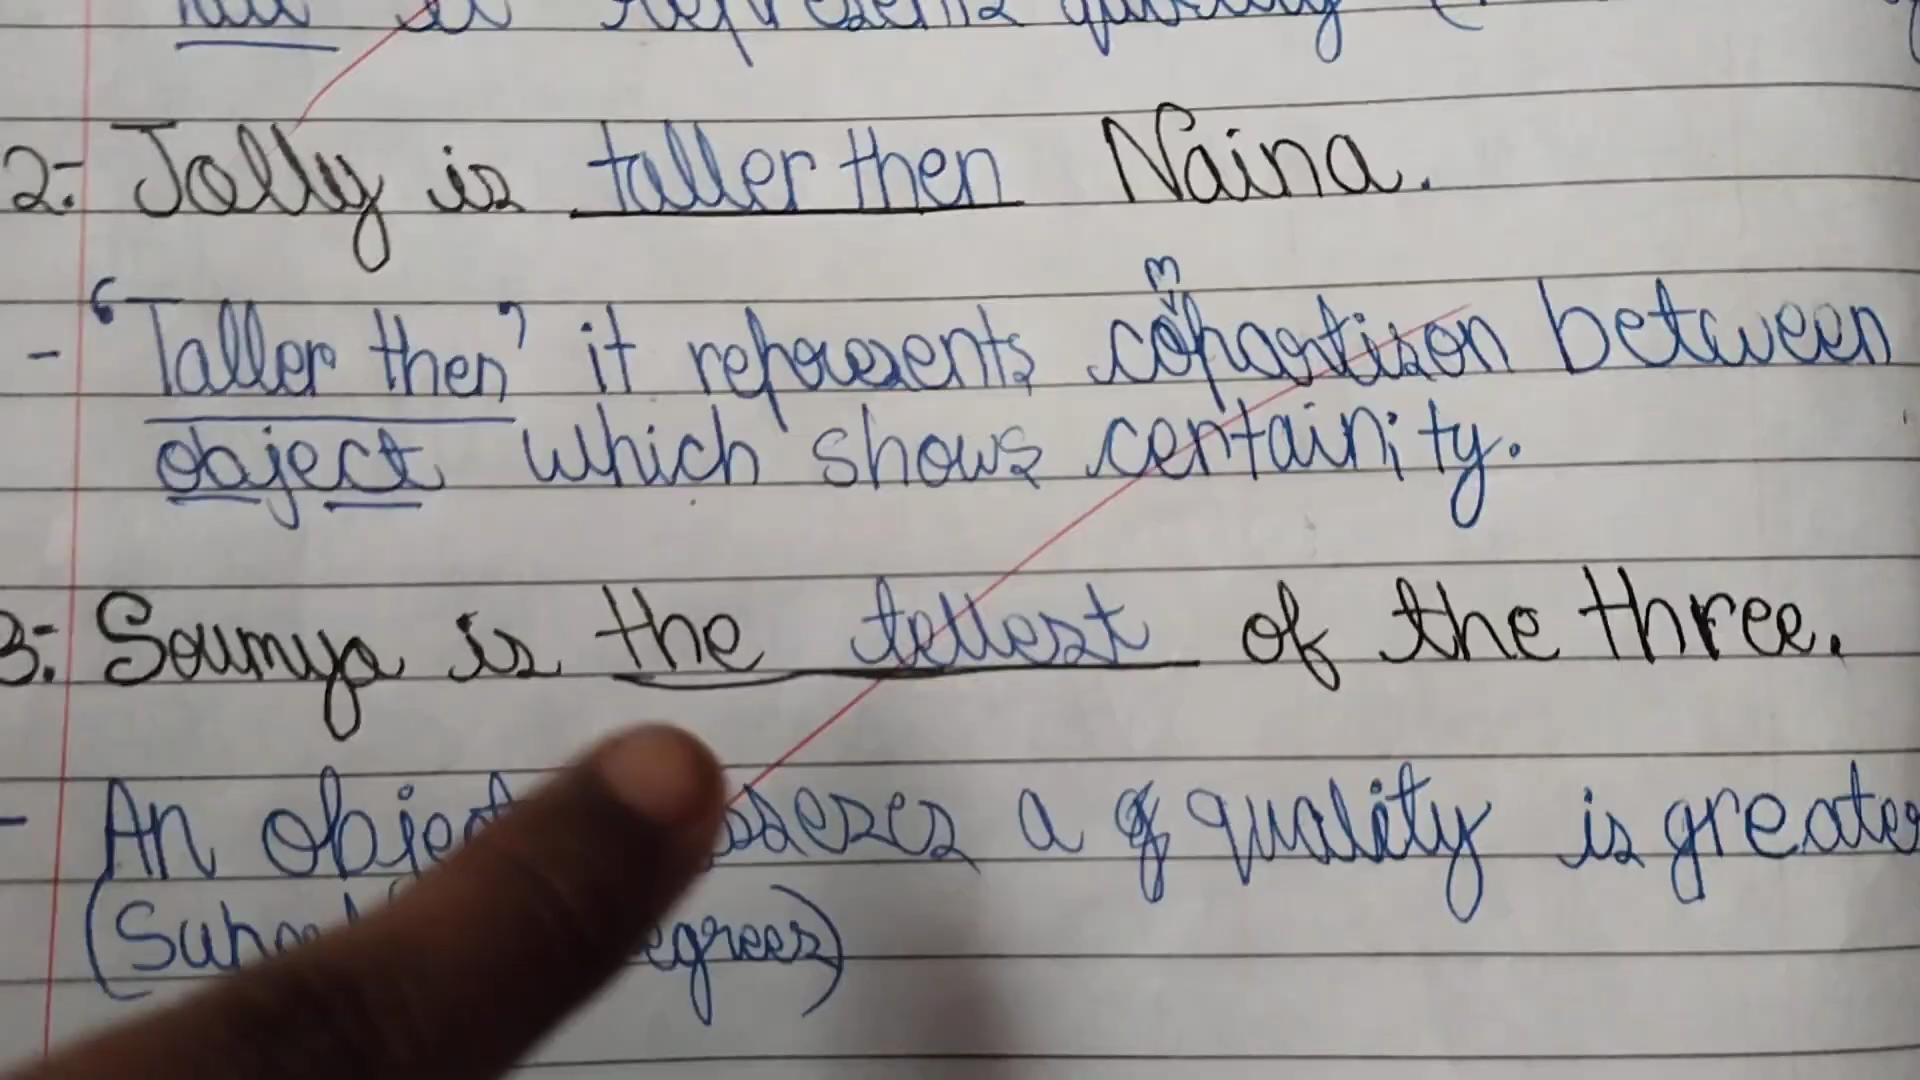 2:- Jolly is taller then Naina.
- "Taller then" it represents comparison between
object which shows certainity.
3:- Soumya is the tellest of the three.
- An object a quality is greater